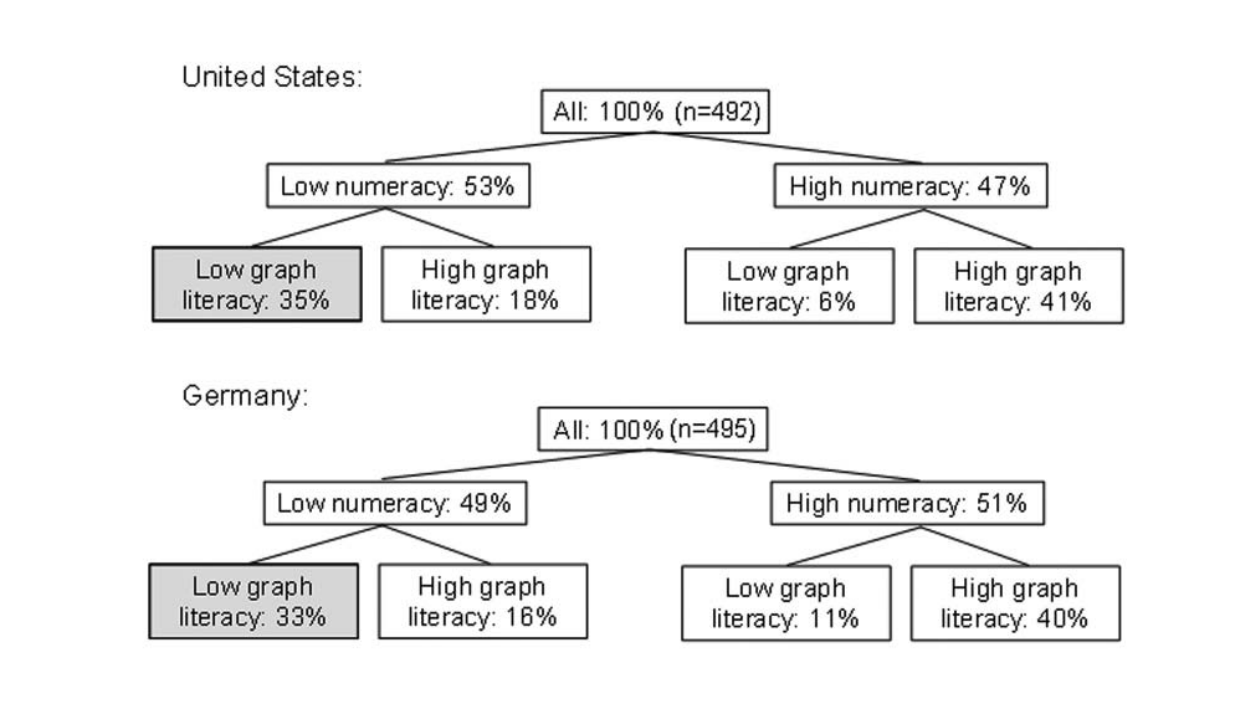 United States:
All: 100% (n=492)
Low numeracy: 53%
High numeracy: 47%
Low graph
literacy: 35%
High graph
literacy: 18%
Low graph
literacy: 6%
High graph
literacy: 41%
Germany:
All: 100% (n=495)
Low numeracy: 49%
High numeracy: 51%
Low graph
literacy: 33%
High graph
literacy: 16%
Low graph
literacy: 11%
High graph
literacy: 40%